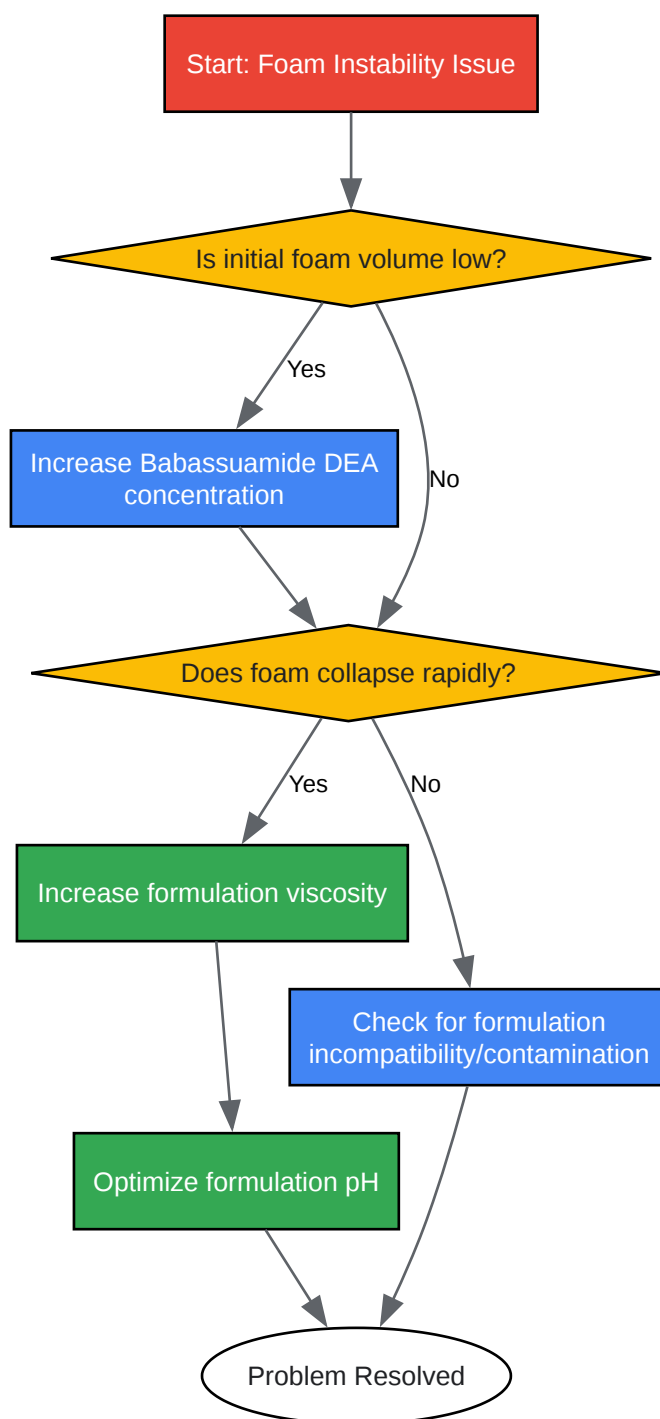 Start: Foam Instability Issue
Is initial foam volume low?
Yes
Increase Babassuamide DEA
concentration
No
Does foam collapse rapidly?
Yes
No
Increase formulation viscosity
Check for formulation
incompatibility/contamination
Optimize formulation pH
Problem Resolved